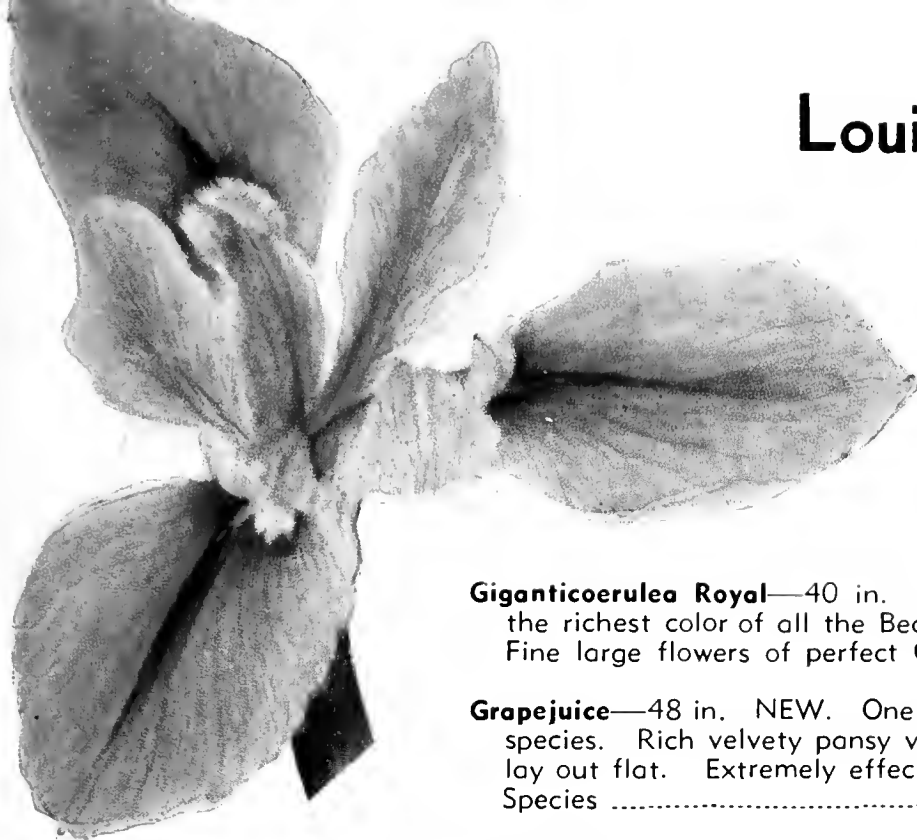 Loui
Giganticoerulea Royal—40 in.
the richest color of all the Bec
Fine large flowers of perfect
Grapejuice—48 in. NEW. One
species. Rich velvety pansy v
lay out flat. Extremely effec
Species